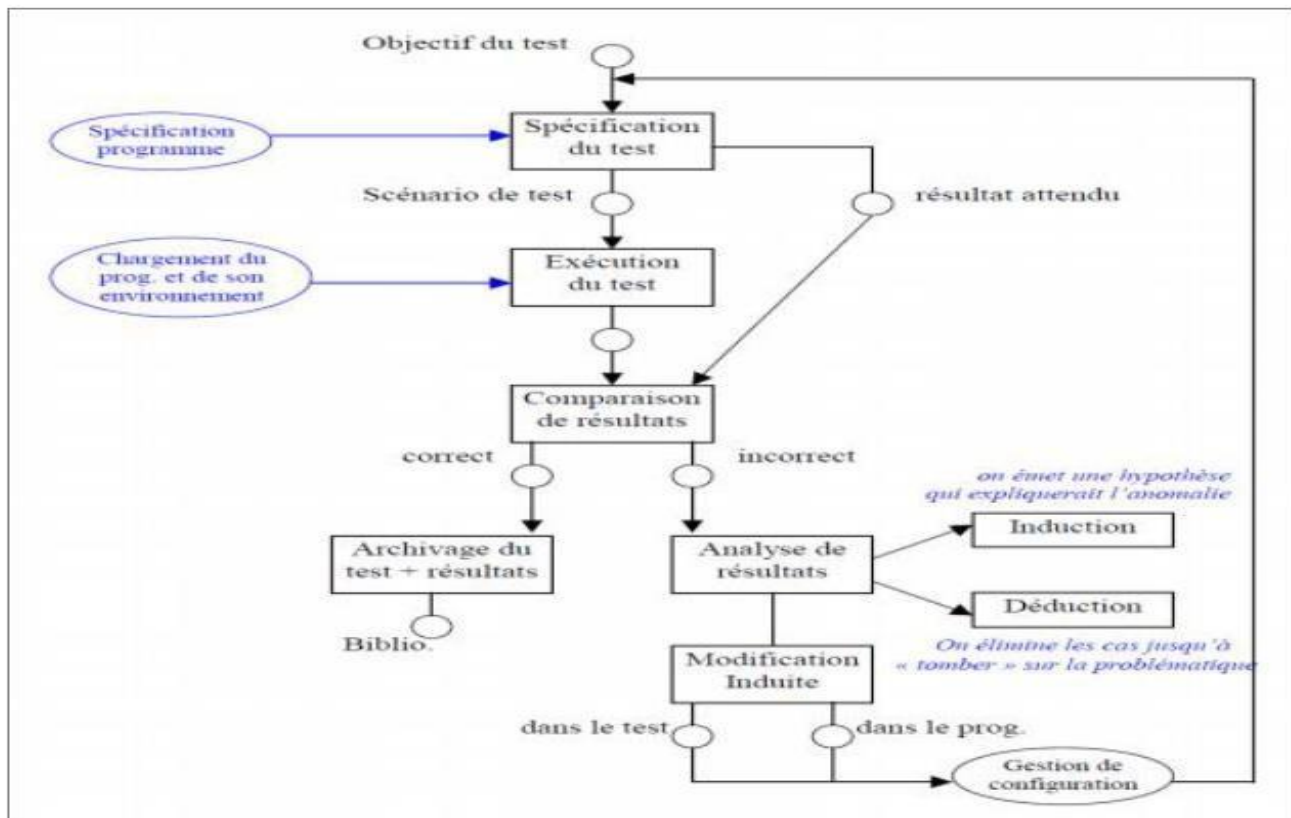 Objectif du test
Spécification
programme
Spécification
du test
Scénario de test
résultat attendu
Chargement du
prog. et de son
environnement
Exécution
du test
Comparaison
de résultats
correct
incorrect
on émet une hypothèse
qui expliquerait l'anomalie
Induction
Archivage du
test + résultats
Analyse de
résultats
Déduction
Biblio.
On élimine les cas jusqu'à
« tomber » sur la problématique
Modification
Induite
dans le test
dans le prog.
Gestion de
configuration